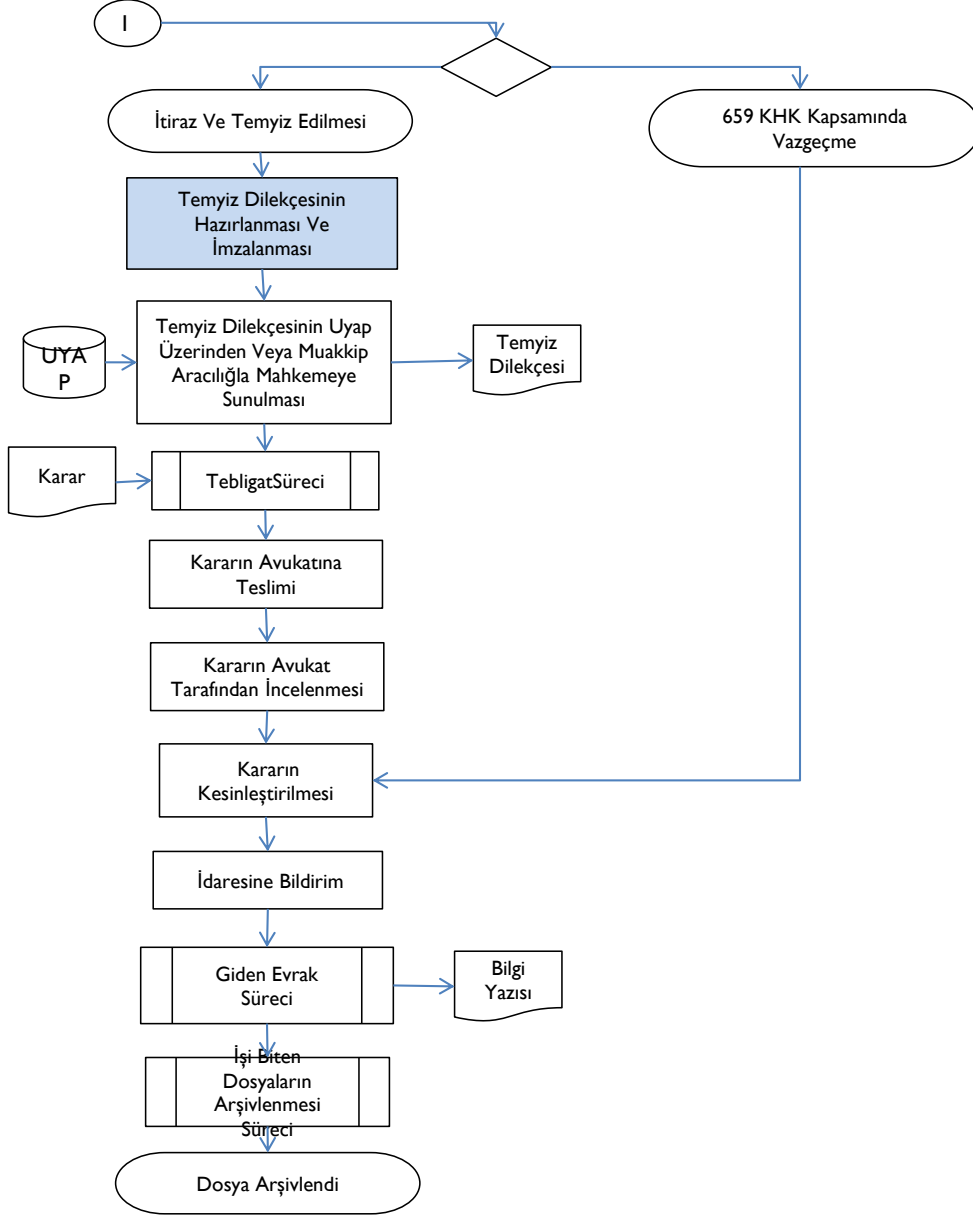 I
İtiraz Ve Temyiz Edilmesi
659 KHK Kapsamında
Vazgeçme
Temyiz Dilekçesinin
Hazırlanması Ve
İmzalanması
UYA
P
Temyiz Dilekçesinin Uyap
Üzerinden Veya Muakkip
Aracılığla Mahkemeye
Sunulması
Temyiz
Dilekçesi
Karar
TebligatSüreci
Kararın Avukatına
Teslimi
Kararın Avukat
Tarafından İncelenmesi
Kararın
Kesinleştirilmesi
İdaresine Bildirim
Giden Evrak
Süreci
Bilgi
Yazısı
İşi Biten
Dosyaların
Arşivlenmesi
Süreci
Dosya Arşivlendi